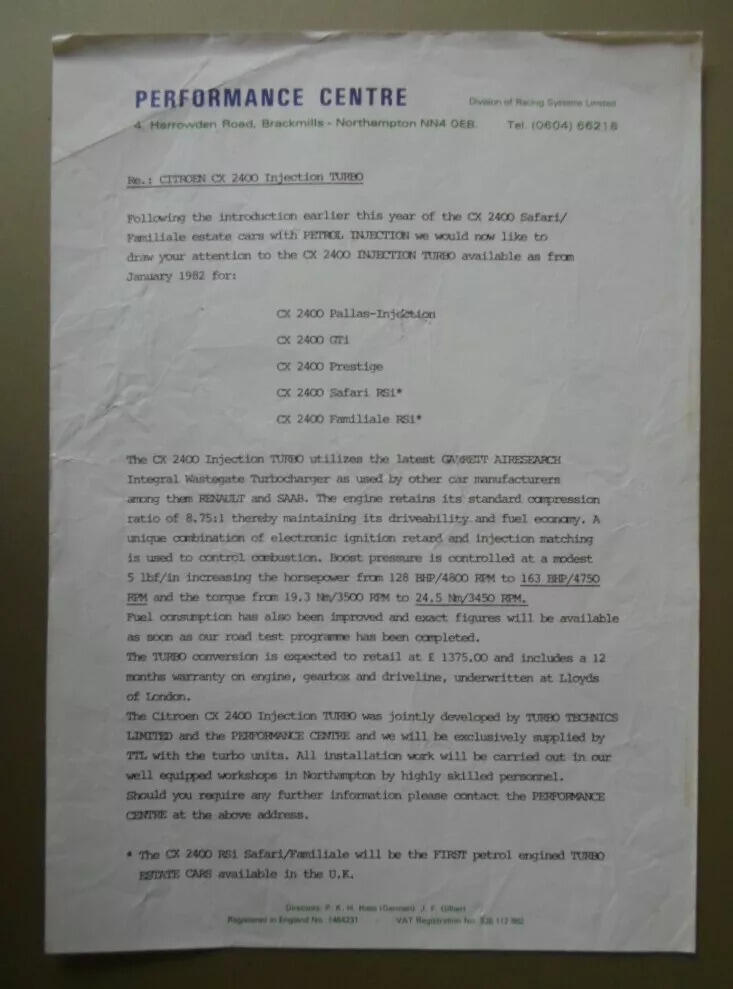 PERFORMANCE CENTRE
Division of Racing Systems Limited
4, Harrowden Road, Brackmills - Northampton NN4 0EB. Tel. (0604) 66218
Re.: CITROEN CX 2400 Injection TURBO
Following the introduction earlier this year of the CX 2400 Safari/
Familiale estate cars with PETROL INJECTION we would now like to
draw your attention to the CX 2400 INJECTION TURBO available as from
January 1982 for:
CX 2400 Pallas-Injection
CX 2400 GTi
CX 2400 Prestige
CX 2400 Safari RSi*
CX 2400 Familiale RSi*
The CX 2400 Injection TURBO utilizes the latest GARRETT AIRESEARCH
Integral Wastegate Turbocharger as used by other car manufacturers
among them RENAULT and SAAB. The engine retains its standard compression
ratio of 8.75:1 thereby maintaining its driveability and fuel economy. A
unique combination of electronic ignition retard and injection matching
is used to control combustion. Boost pressure is controlled at a modest
5 lbf/in increasing the horsepower from 128 BHP/4800 RPM to 163 BHP/4750
RPM and the torque from 19.3 Nm/3500 RPM to 24.5 Nm/3450 RPM.
Fuel consumption has also been improved and exact figures will be available
as soon as our road test programme has been completed.
The TURBO conversion is expected to retail at £ 1375.00 and includes a 12
months warranty on engine, gearbox and driveline, underwritten at Lloyds
of London.
The Citroen CX 2400 Injection TURBO was jointly developed by TURBO TECHNICS
LIMITED and the PERFORMANCE CENTRE and we will be exclusively supplied by
TTL with the turbo units. All installation work will be carried out in our
well equipped workshops in Northampton by highly skilled personnel.
Should you require any further information please contact the PERFORMANCE
CENTRE at the above address.
* The CX 2400 RSi Safari/Familiale will be the FIRST petrol engined TURBO
ESTATE CARS available in the U.K.
Directors: P. K. H. (German) J. F. Gilbert
Registered in England No. 1464231 VAT Registration No.